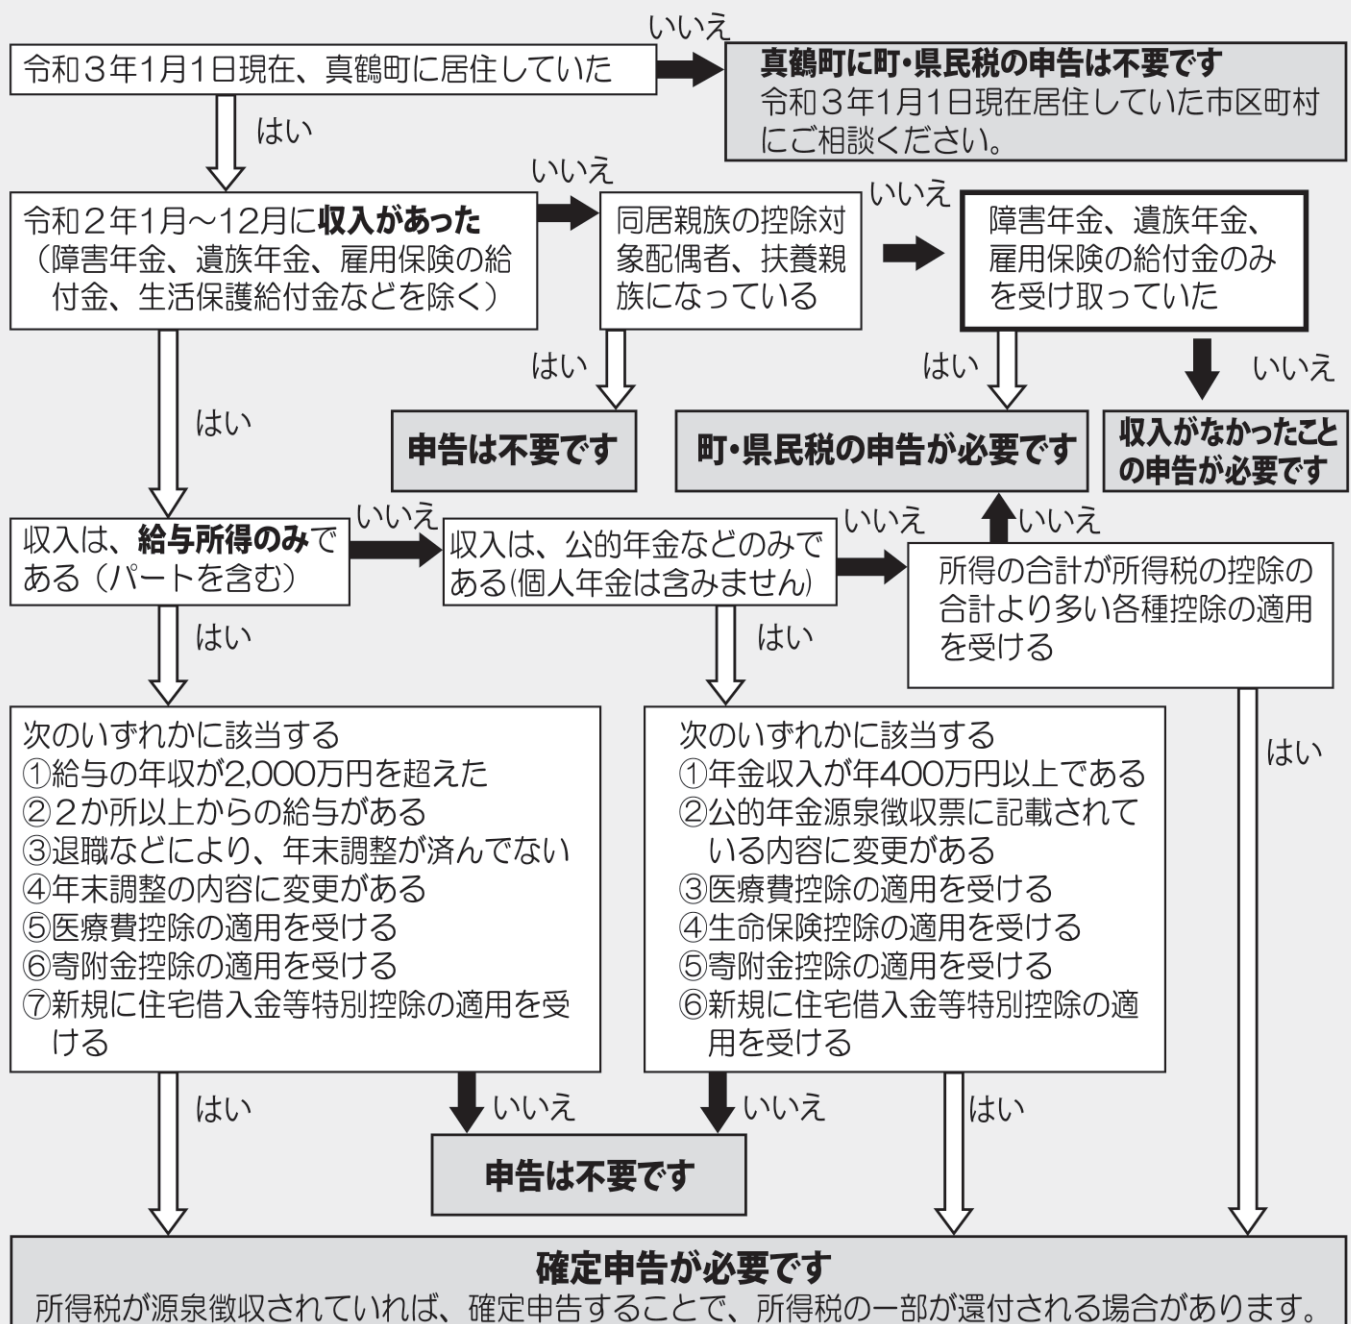 いいえ
令和3年1月1日現在、真鶴町に居住していた
真鶴町に町・県民税の申告は不要です
令和3年1月1日現在居住していた市区町村
にご相談ください。
はい
いいえ
いいえ
令和2年1月～12月に収入があった
（障害年金、遺族年金、雇用保険の給
付金、生活保護給付金などを除く）
同居親族の控除対
象配偶者、扶養親
族になっている
障害年金、遺族年金、
雇用保険の給付金のみ
を受け取っていた
はい
はい
はい
いいえ
申告は不要です
町・県民税の申告が必要です
収入がなかったこと
の申告が必要です
いいえ
いいえ
いいえ
収入は、給与所得のみで
ある（パートを含む）
収入は、公的年金などのみで
ある(個人年金は含みません)
所得の合計が所得税の控除の
合計より多い各種控除の適用
を受ける
はい
はい
はい
次のいずれかに該当する
①給与の年収が2,000万円を超えた
②2か所以上からの給与がある
③退職などにより、年末調整が済んでない
④年末調整の内容に変更がある
⑤医療費控除の適用を受ける
⑥寄附金控除の適用を受ける
⑦新規に住宅借入金等特別控除の適用を受
ける
次のいずれかに該当する
①年金収入が年400万円以上である
②公的年金源泉徴収票に記載されて
いる内容に変更がある
③医療費控除の適用を受ける
④生命保険控除の適用を受ける
⑤寄附金控除の適用を受ける
⑥新規に住宅借入金等特別控除の適
用を受ける
はい
いいえ
いいえ
はい
申告は不要です
確定申告が必要です
所得税が源泉徴収されていれば、確定申告することで、所得税の一部が還付される場合があります。